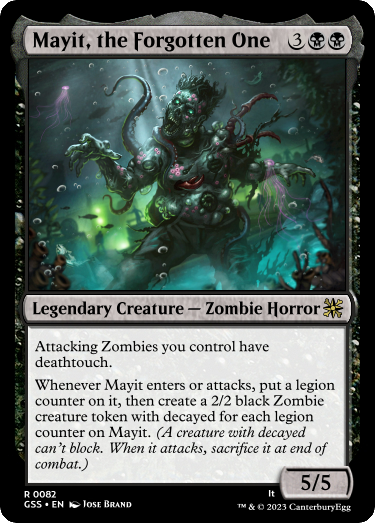 Mayit, the Forgotten One 3
Legendary Creature — Zombie Horror
Attacking Zombies you control have
deathtouch.
Whenever Mayit enters or attacks, put a legion
counter on it, then create a 2/2 black Zombie
creature token with decayed for each legion
counter on Mayit. (A creature with decayed
can't block. When it attacks, sacrifice it at end of
combat.)
5/5
R 0082 It
GSS • EN Jose Brand ™ & © 2023 CanterburyEgg